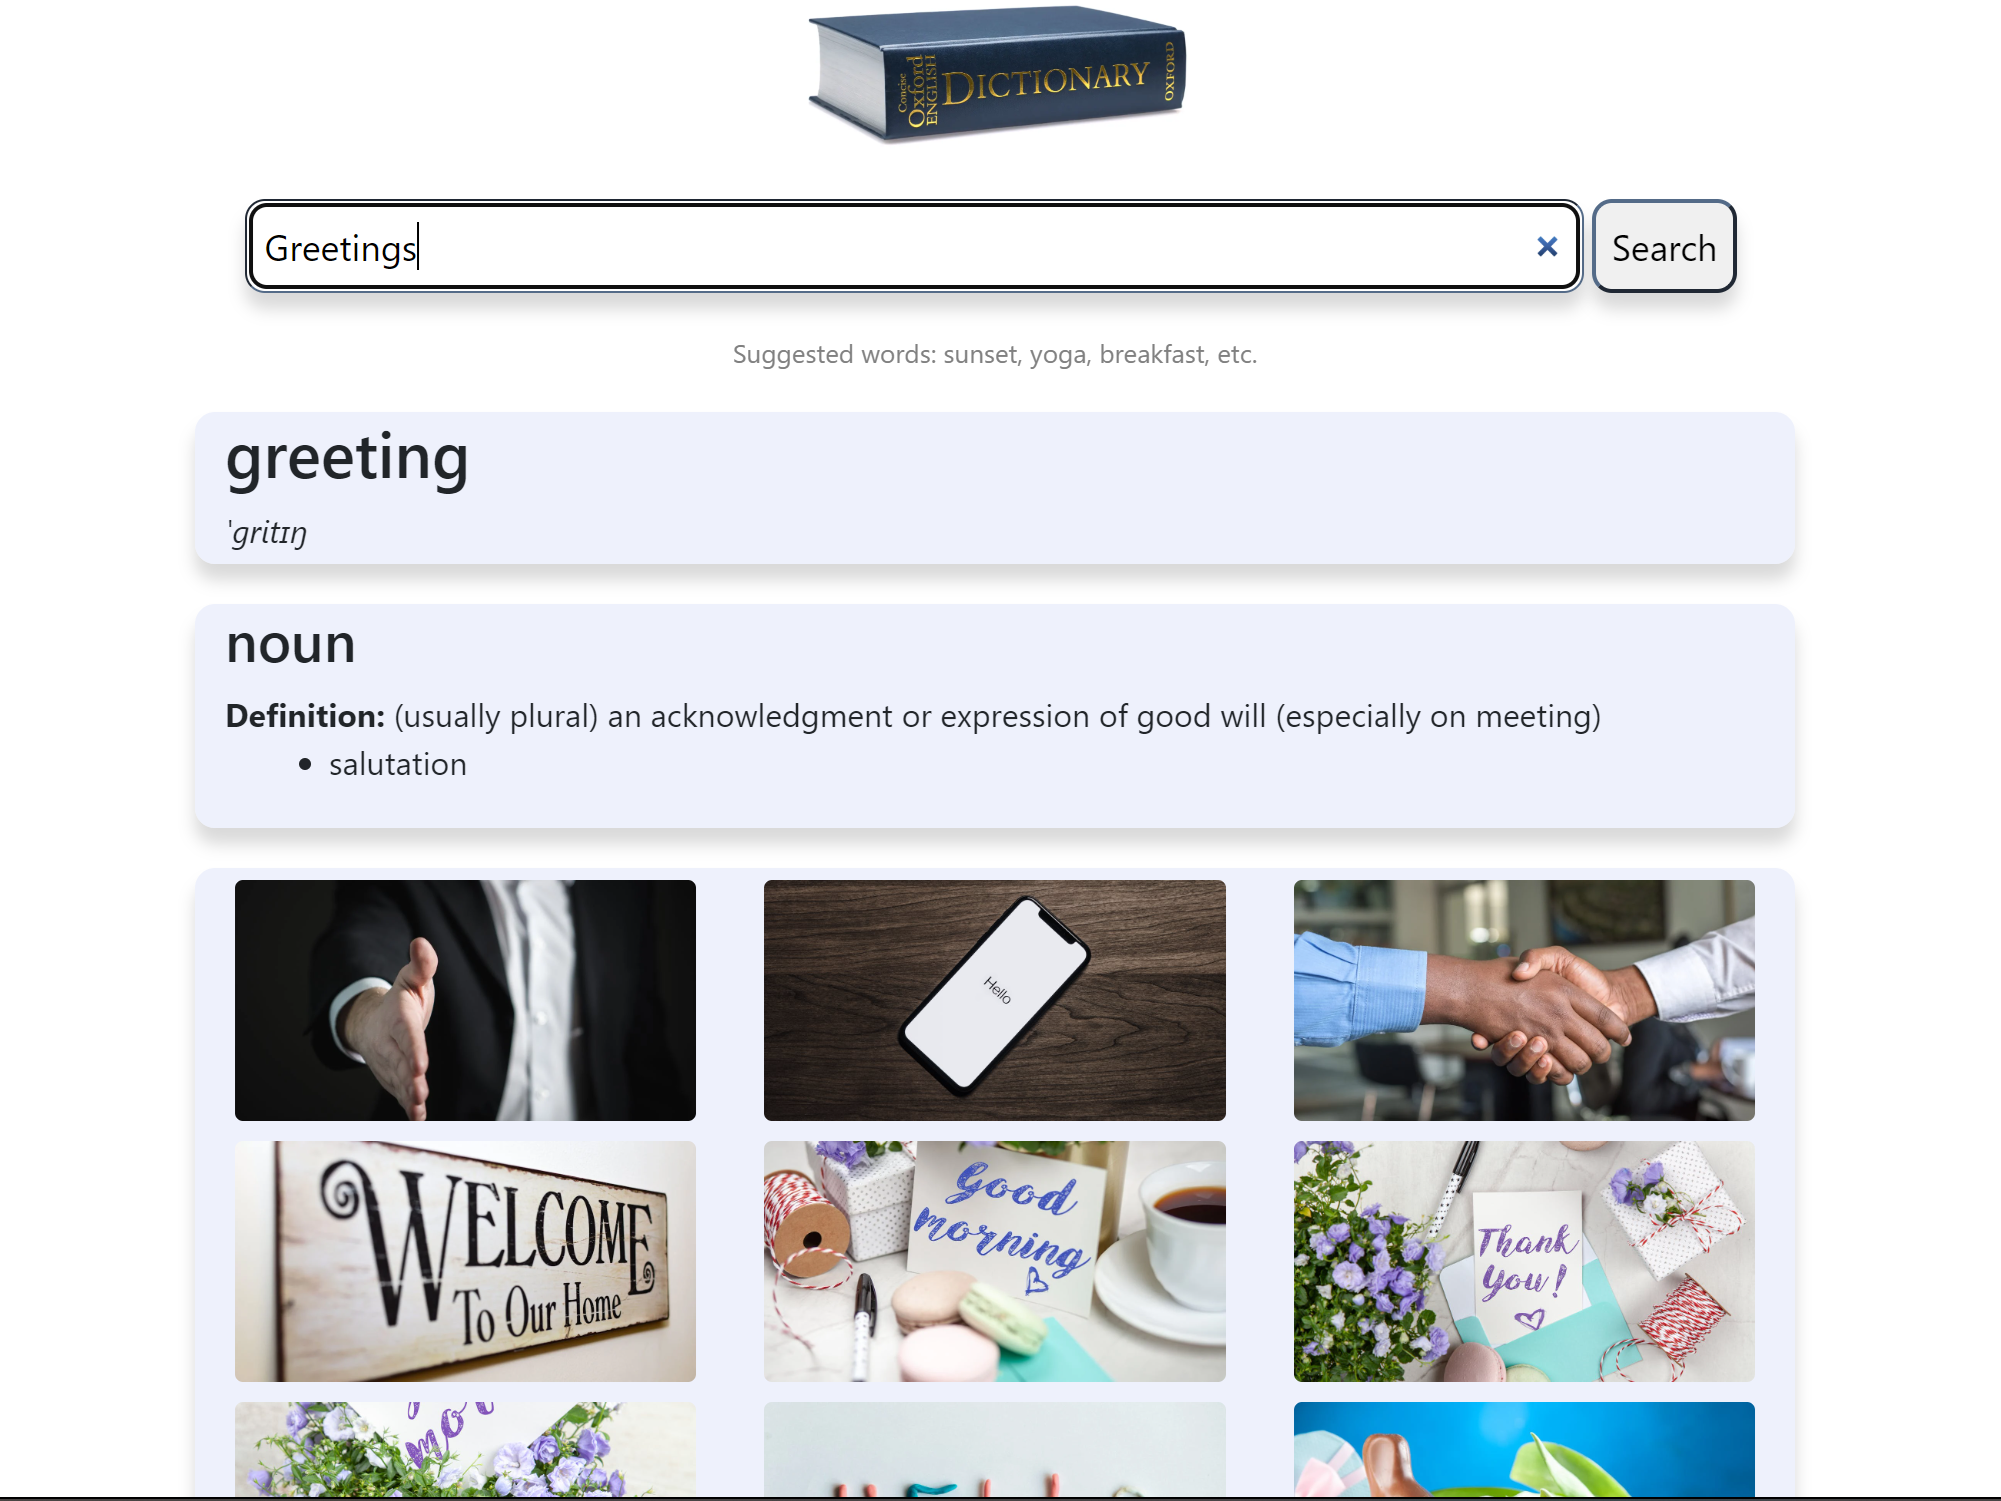 Concise
Oxford
ENGLISH
DICTIONARY
OXFORD
Greetings
Search
Suggested words: sunset, yoga, breakfast, etc.
greeting
ˈɡritɪŋ
noun
Definition: (usually plural) an acknowledgment or expression of good will (especially on meeting)
• salutation
Hello
WELCOME
To Our Home
Good
morning
Thank
You!
mor